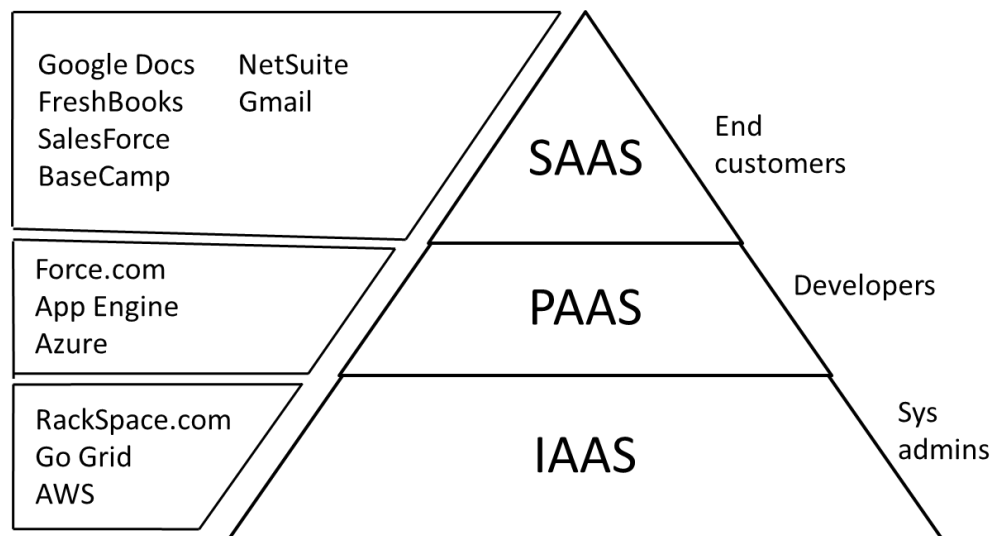 Google Docs NetSuite
FreshBooks Gmail
SalesForce
BaseCamp
SAAS
End
customers
Force.com
App Engine
Azure
PAAS
Developers
RackSpace.com
Go Grid
AWS
IAAS
Sys
admins